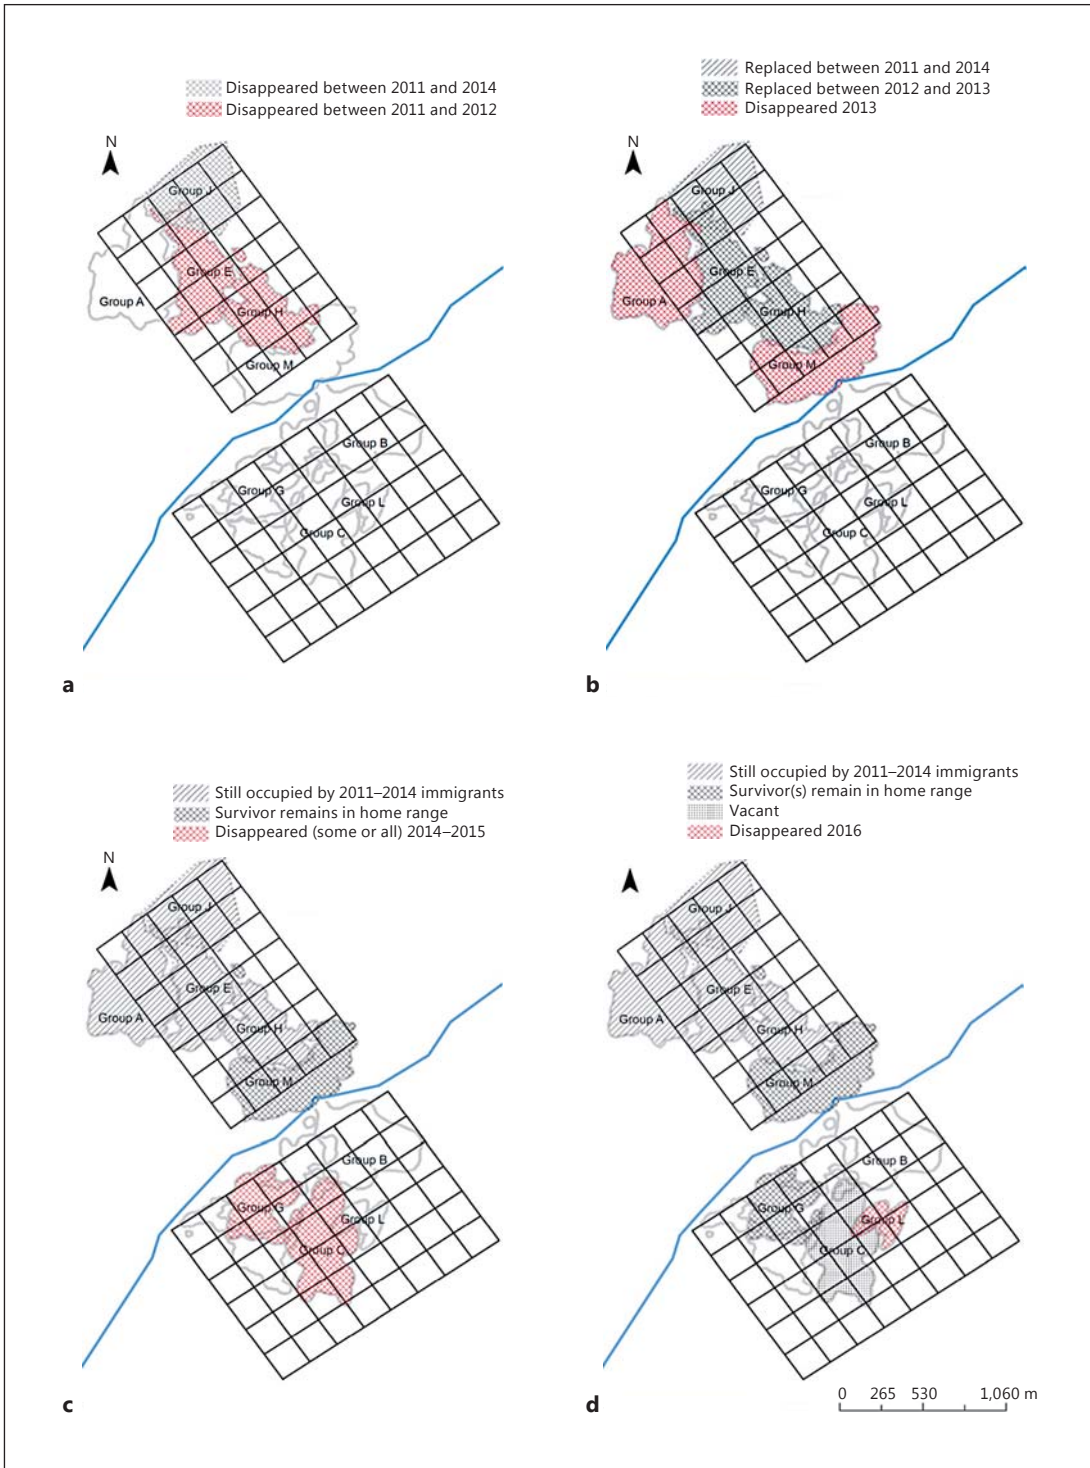 Disappeared between 2011 and 2014
Disappeared between 2011 and 2012
N
Group J
Group E
Group A
Group H
Group M
Group B
Group G
Group L
Group C
a
Replaced between 2011 and 2014
Replaced between 2012 and 2013
Disappeared 2013
N
Group J
Group E
Group A
Group H
Group M
Group B
Group G
Group L
Group C
b
Still occupied by 2011–2014 immigrants
Survivor remains in home range
Disappeared (some or all) 2014–2015
N
Group J
Group E
Group A
Group H
Group M
Group B
Group G
Group L
Group C
c
Still occupied by 2011–2014 immigrants
Survivor(s) remain in home range
Vacant
Disappeared 2016
Group J
Group E
Group A
Group H
Group M
Group B
Group G
Group L
Group C
d
0 265 530 1,060 m